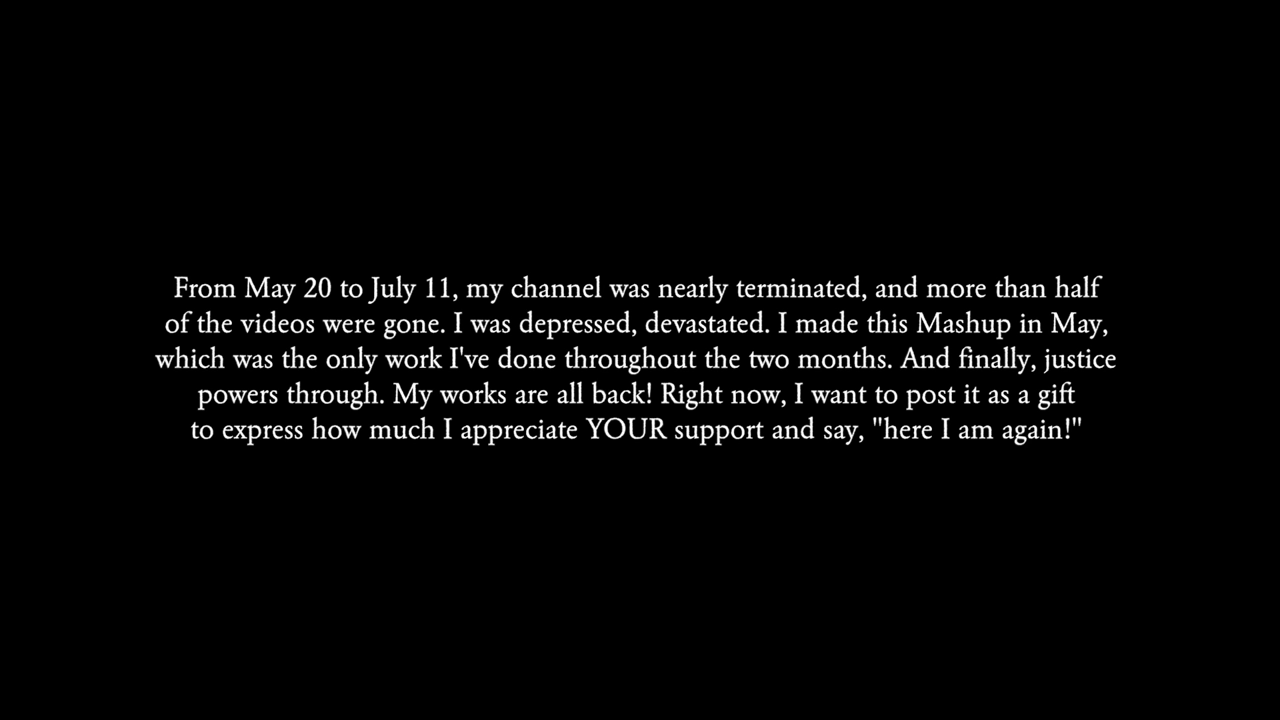 From May 20 to July 11, my channel was nearly terminated, and more than half
of the videos were gone. I was depressed, devastated. I made this Mashup in May,
which was the only work I've done throughout the two months. And finally, justice
powers through. My works are all back! Right now, I want to post it as a gift
to express how much I appreciate YOUR support and say, "here I am again!"